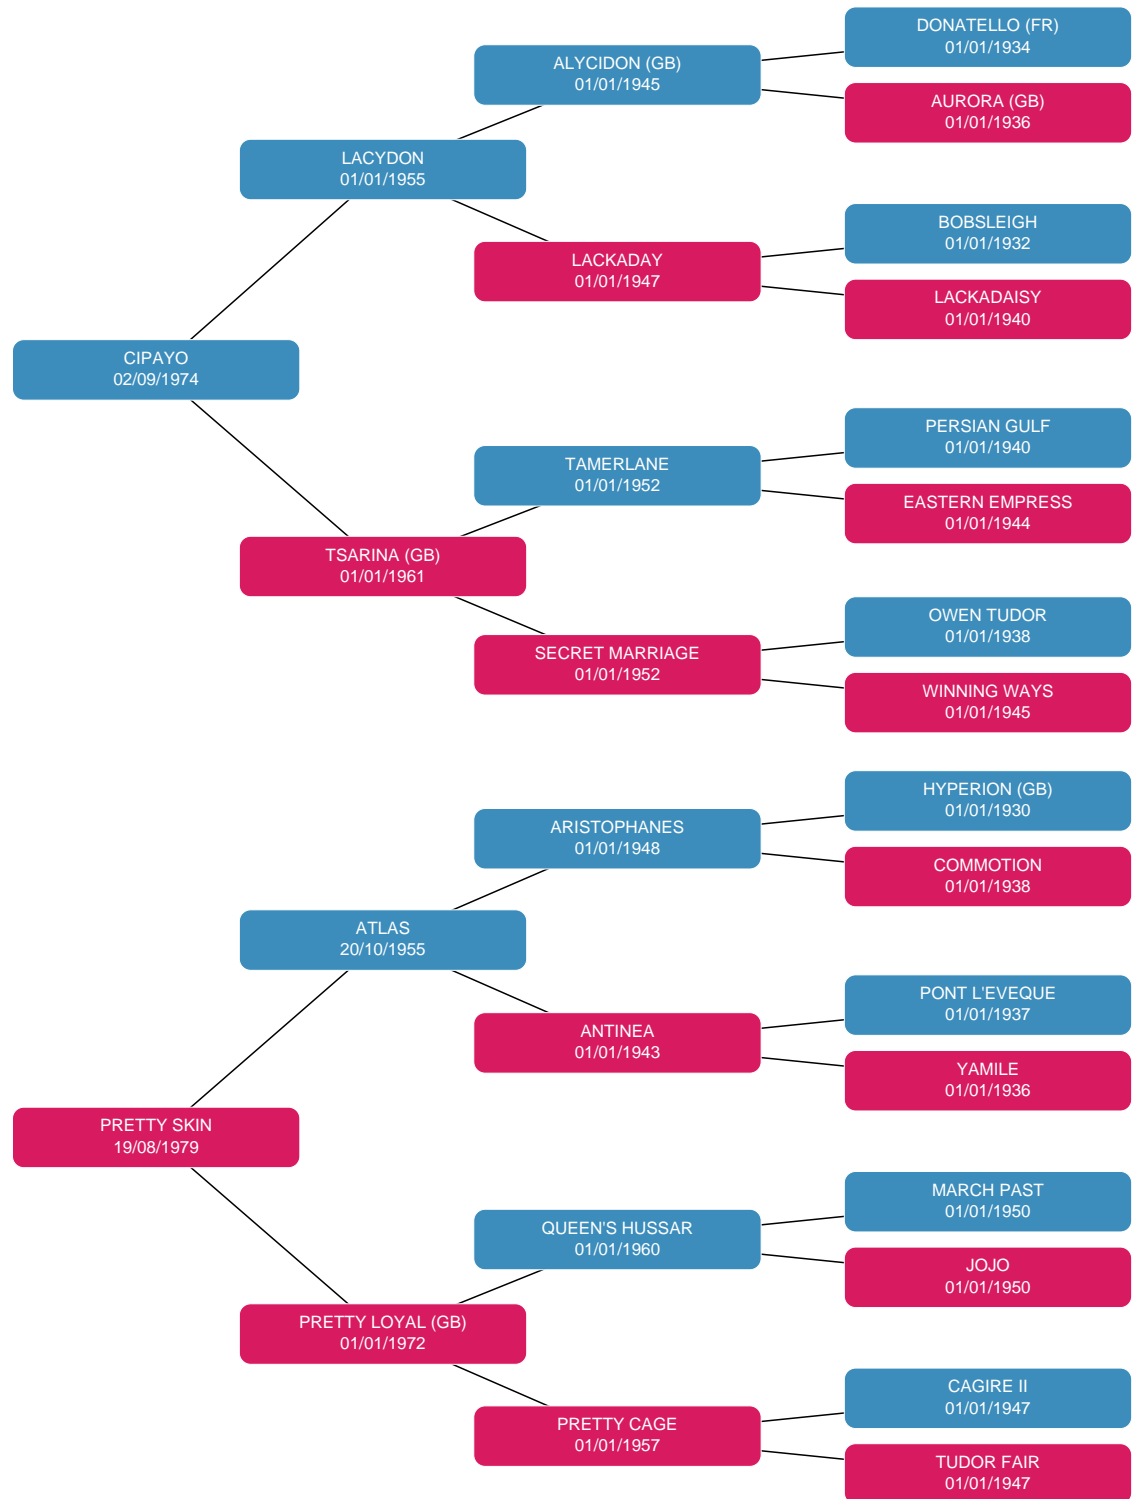 DONATELLO (FR)
01/01/1934
ALYCIDON (GB)
01/01/1945
AURORA (GB)
01/01/1936
LACYDON
01/01/1955
BOBSLEIGH
01/01/1932
LACKADAY
01/01/1947
LACKADAISY
01/01/1940
CIPAYO
02/09/1974
PERSIAN GULF
01/01/1940
TAMERLANE
01/01/1952
EASTERN EMPRESS
01/01/1944
TSARINA (GB)
01/01/1961
OWEN TUDOR
01/01/1938
SECRET MARRIAGE
01/01/1952
WINNING WAYS
01/01/1945
HYPERION (GB)
01/01/1930
ARISTOPHANES
01/01/1948
COMMOTION
01/01/1938
ATLAS
20/10/1955
PONT L'EVEQUE
01/01/1937
ANTINEA
01/01/1943
YAMILE
01/01/1936
PRETTY SKIN
19/08/1979
MARCH PAST
01/01/1950
QUEEN'S HUSSAR
01/01/1960
JOJO
01/01/1950
PRETTY LOYAL (GB)
01/01/1972
CAGIRE II
01/01/1947
PRETTY CAGE
01/01/1957
TUDOR FAIR
01/01/1947